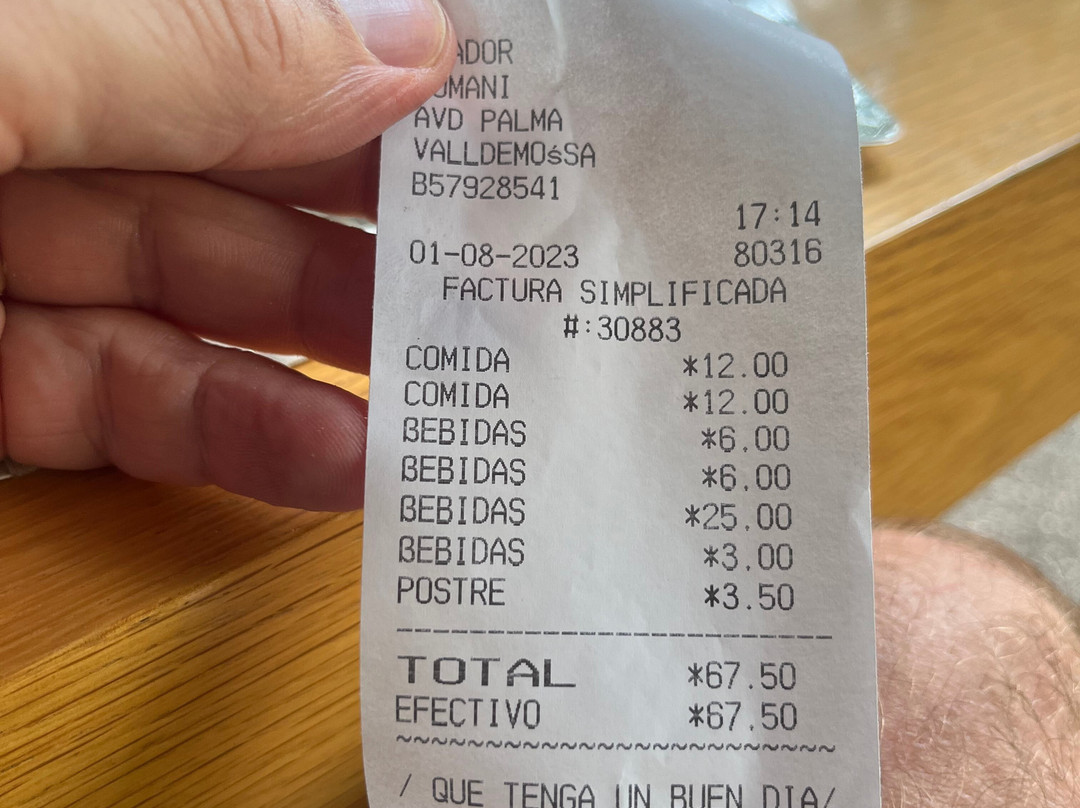 ADOR
OMANI
AVD PALMA
VALLDEMOśSA
B57928541
17:14
01-08-2023 80316
FACTURA SIMPLIFICADA
#:30883
COMIDA *12.00
COMIDA *12.00
BEBIDAS *6.00
BEBIDAS *6.00
BEBIDAS *25.00
BEBIDAS *3.00
POSTRE *3.50
TOTAL *67.50
EFECTIVO *67.50
/ QUE TENGA UN BUEN DIA/